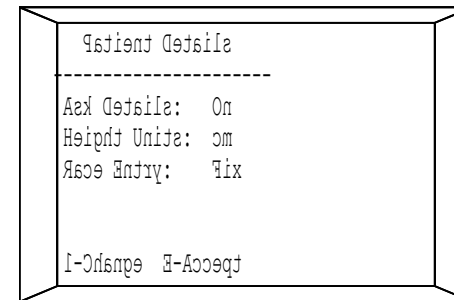 Patient Details
-----------------------
Ask Details: On
Height Units: cm
Race Entry: Fix
1-Change E-Accept